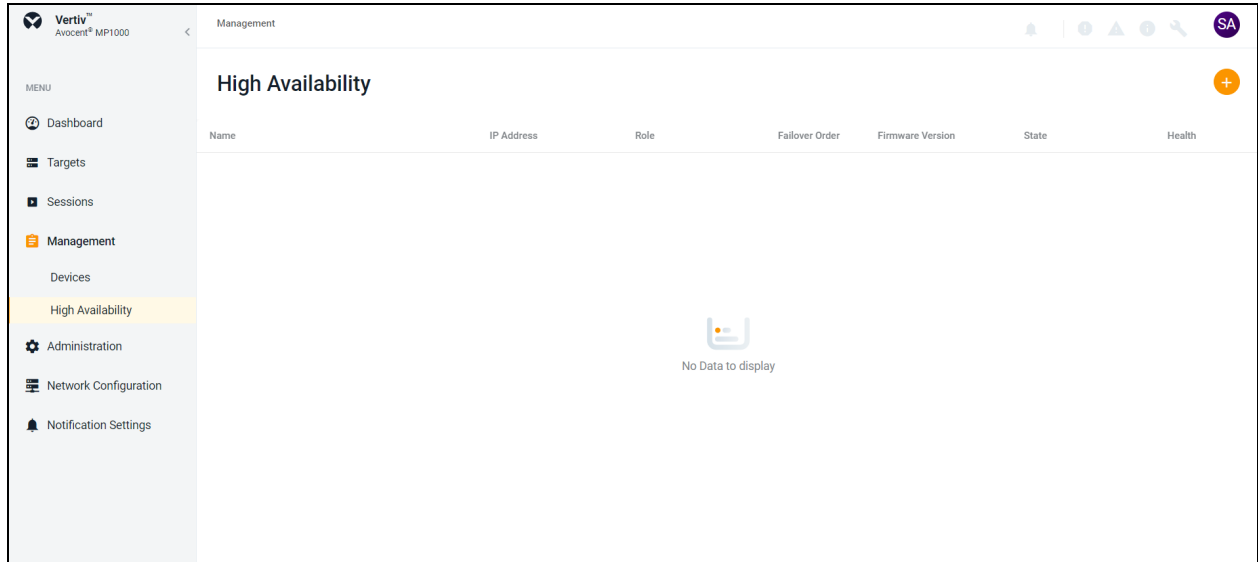 Vertiv™
Avocent® MP1000
Management
SA
MENU
High Availability
Dashboard
Name IP Address Role Failover Order Firmware Version State Health
Targets
Sessions
Management
Devices
High Availability
Administration
Network Configuration
Notification Settings
No Data to display